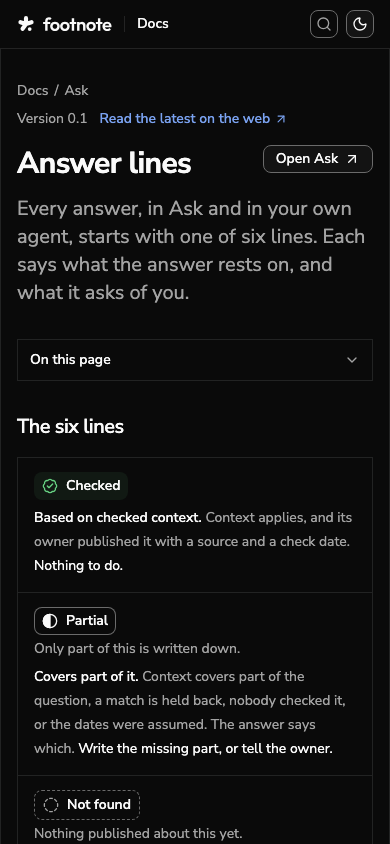 footnote Docs
Docs / Ask
Version 0.1 Read the latest on the web
Answer lines
Open Ask
Every answer, in Ask and in your own
agent, starts with one of six lines. Each
says what the answer rests on, and
what it asks of you.
On this page
The six lines
Checked
Based on checked context. Context applies, and its
owner published it with a source and a check date.
Nothing to do.
Partial
Only part of this is written down.
Covers part of it. Context covers part of the
question, a match is held back, nobody checked it,
or the dates were assumed. The answer says
which. Write the missing part, or tell the owner.
Not found
Nothing published about this yet.